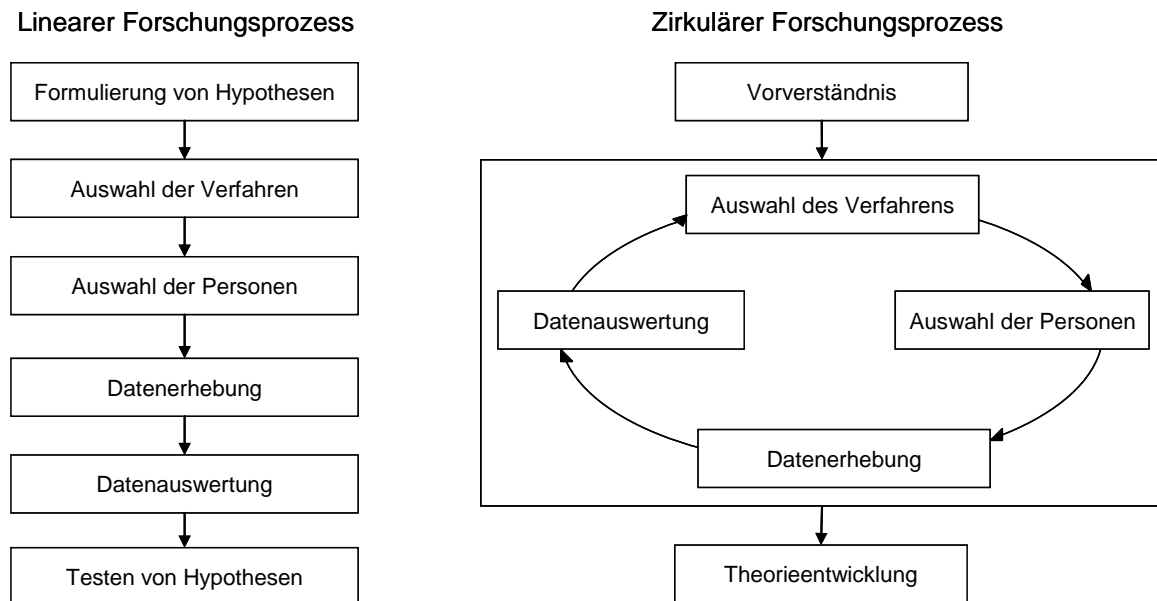 Linearer Forschungsprozess
Formulierung von Hypothesen
Auswahl der Verfahren
Auswahl der Personen
Datenerhebung
Datenauswertung
Testen von Hypothesen
Zirkulärer Forschungsprozess
Vorverständnis
Auswahl des Verfahrens
Datenauswertung
Auswahl der Personen
Datenerhebung
Theorieentwicklung